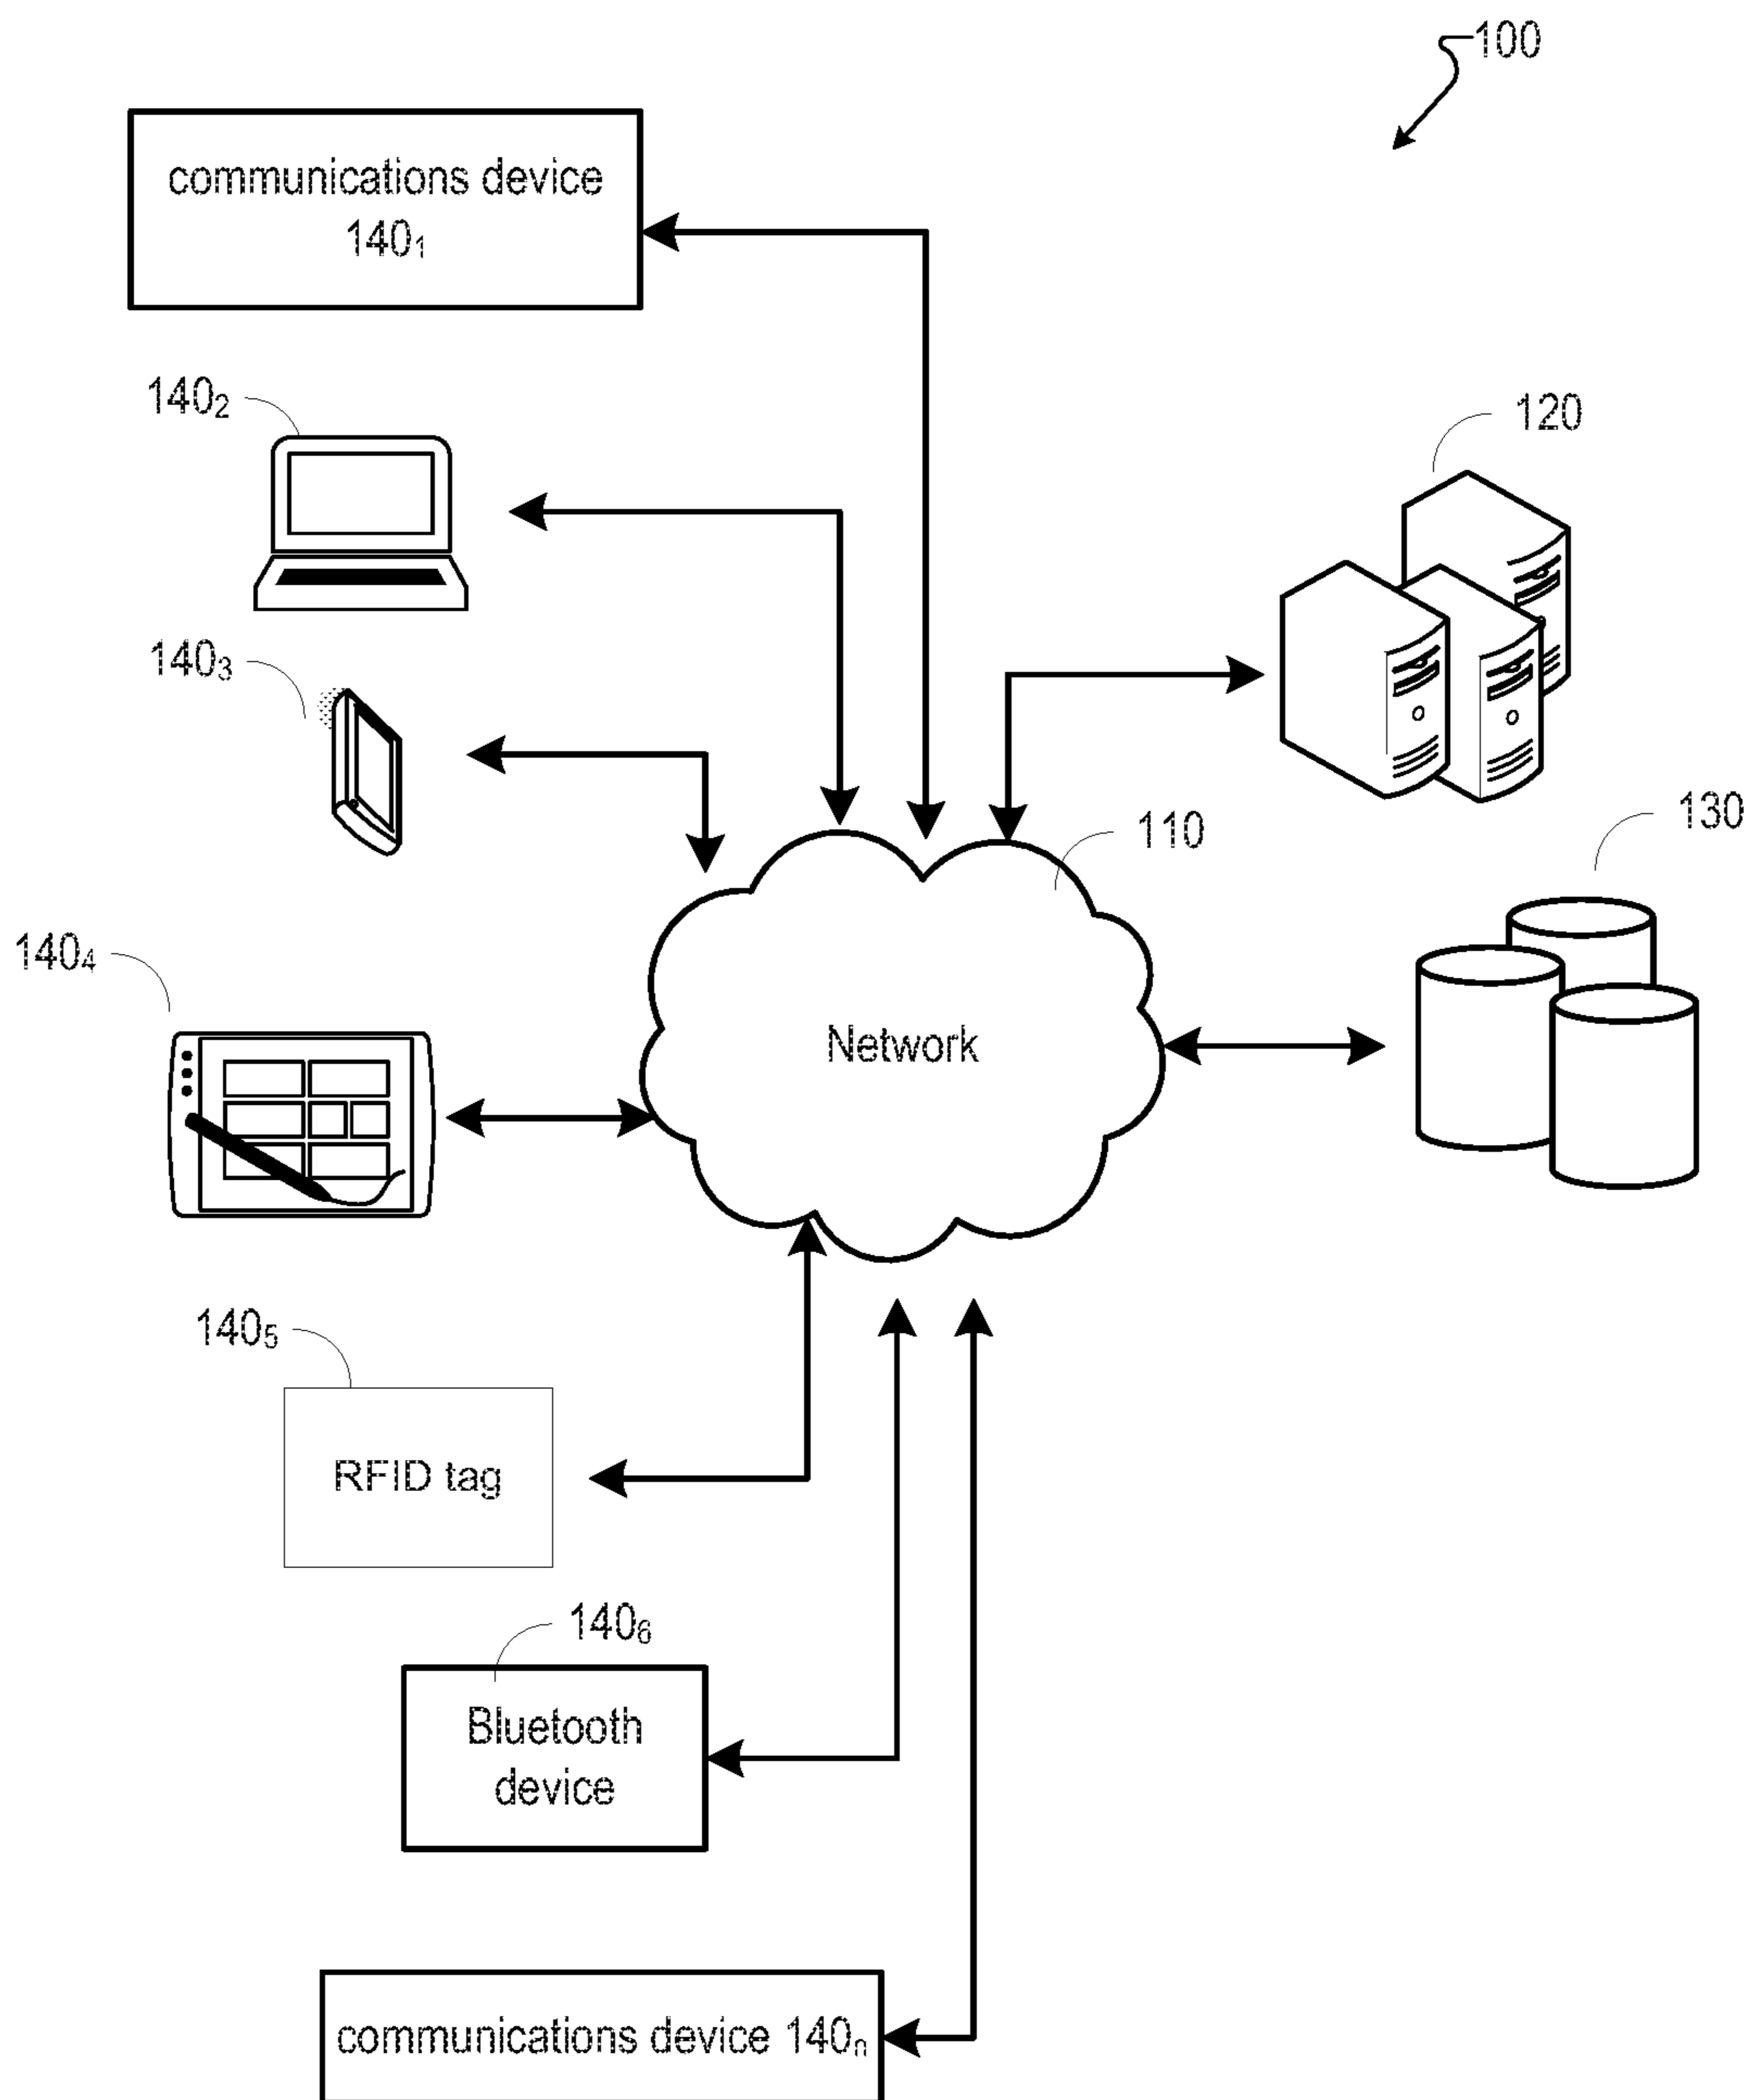 100
communications device
140₁
140₂
120
140₃
130
110
140₄
Network
140₅
RFID tag
140₆
Bluetooth
device
communications device 140ₙ